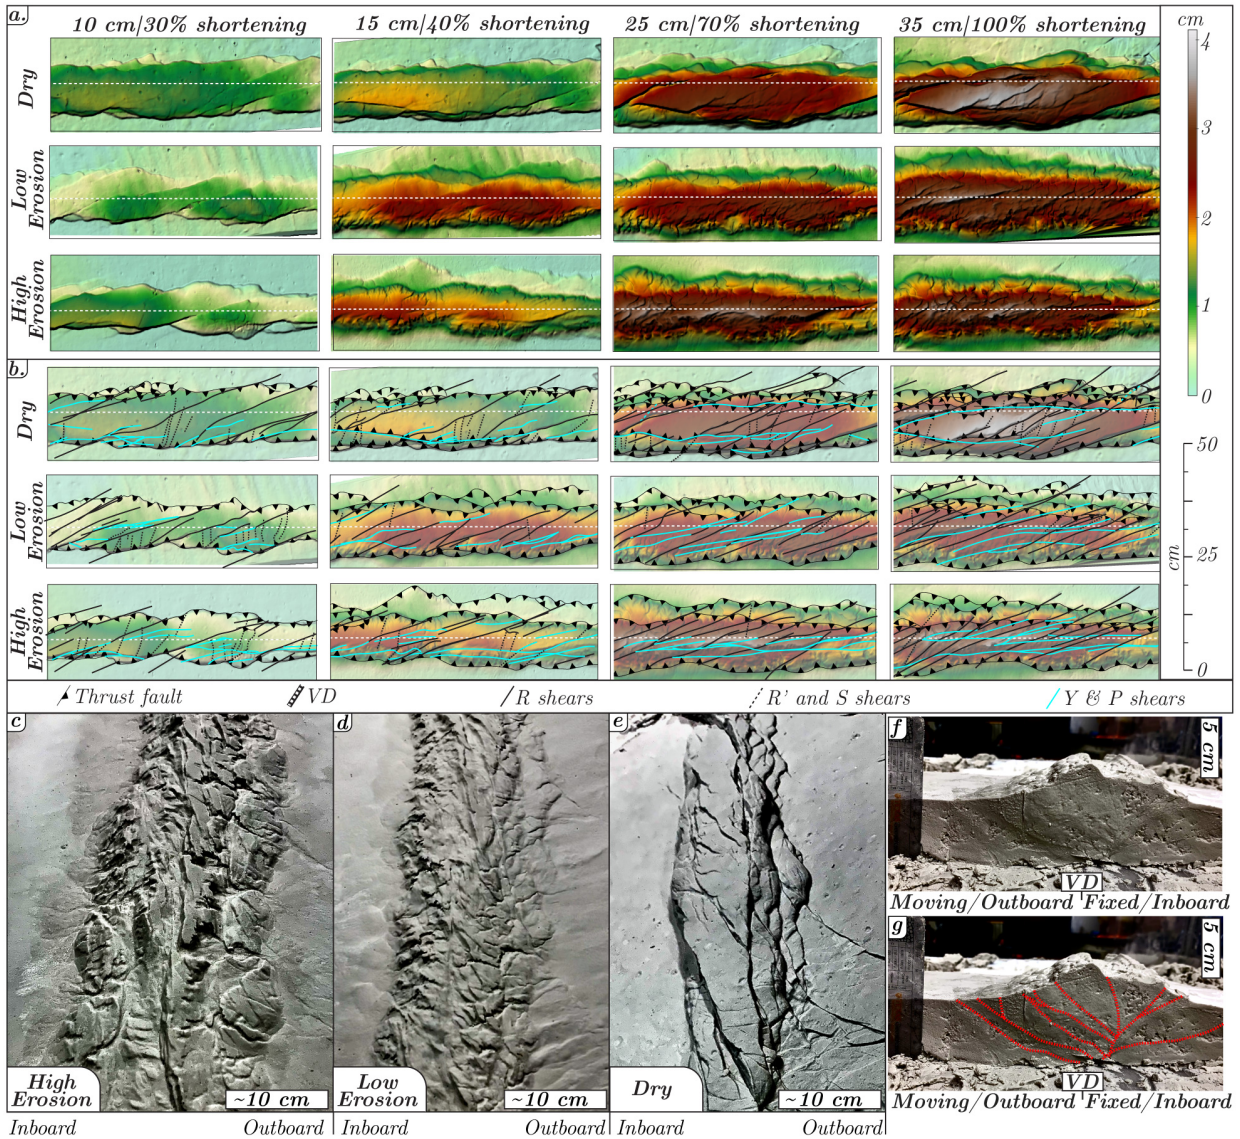 a.
10 cm|30% shortening
15 cm|40% shortening
25 cm|70% shortening
35 cm|100% shortening
cm
4
3
2
1
0
Dry
Low
Erosion
High
Erosion
b.
Dry
Low
Erosion
High
Erosion
50
25
0
cm
Thrust fault
VD
R shears
R' and S shears
Y & P shears
c
High
Erosion
~10 cm
Inboard
Outboard
d
Low
Erosion
~10 cm
Inboard
Outboard
e
Dry
~10 cm
Inboard
Outboard
f
5 cm
VD
Moving/Outboard Fixed/Inboard
g
5 cm
VD
Moving/Outboard Fixed/Inboard